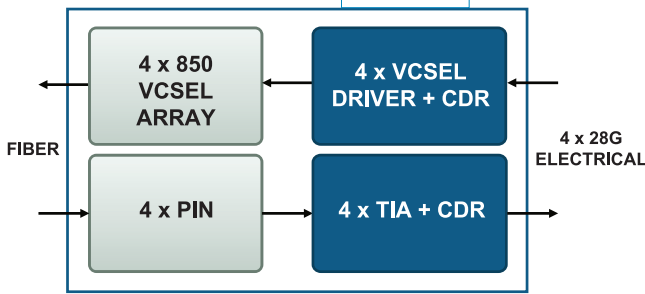 4 x 850
VCSEL
ARRAY
4 x VCSEL
DRIVER + CDR
FIBER
4 x 28G
ELECTRICAL
4 x PIN
4 x TIA + CDR